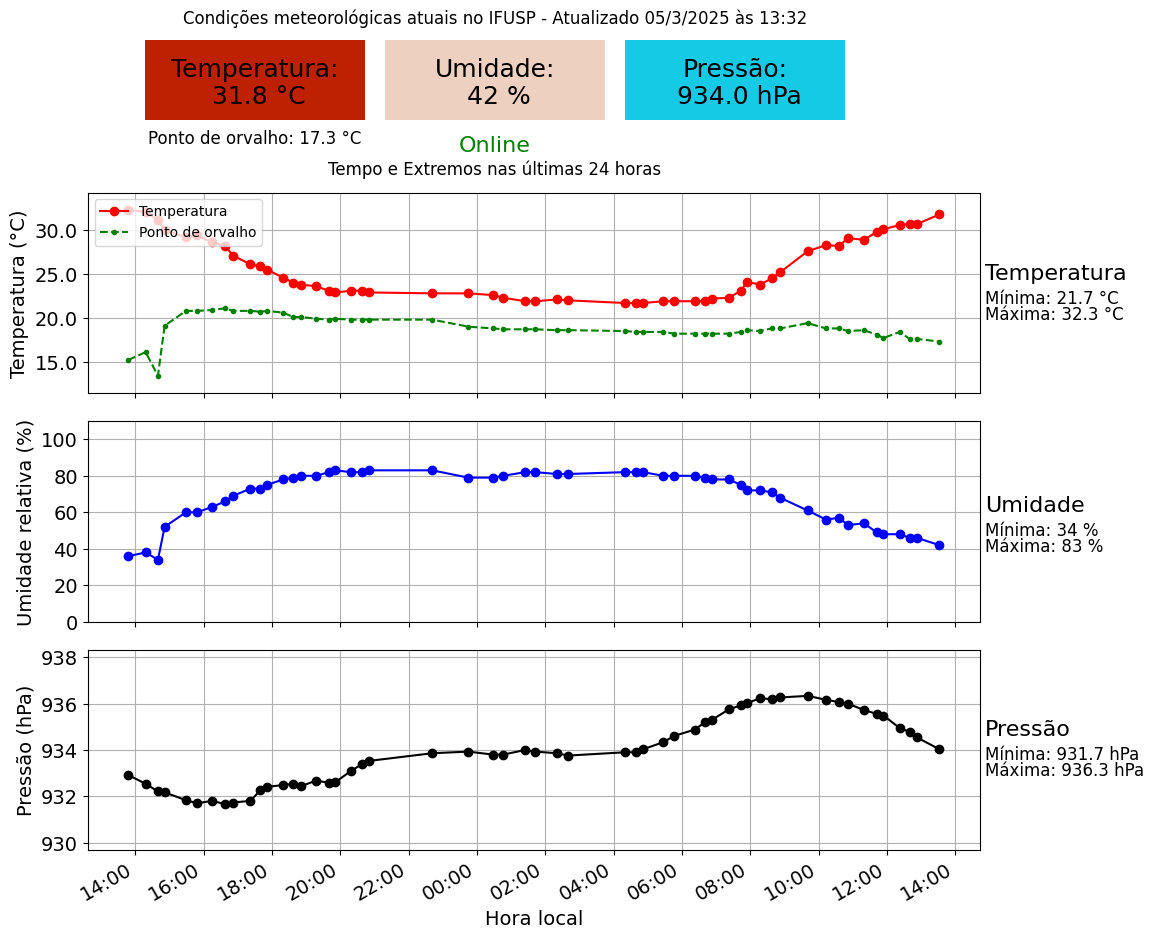 Condições meteorológicas atuais no IFUSP - Atualizado 05/3/2025 às 13:32
Temperatura:
31.8 °C
Umidade:
42 %
Pressão:
934.0 hPa
Ponto de orvalho: 17.3 °C
Online
Tempo e Extremos nas últimas 24 horas
Temperatura (°C)
30.0
25.0
20.0
15.0
Temperatura
Ponto de orvalho
Temperatura
Mínima: 21.7 °C
Máxima: 32.3 °C
Umidade relativa (%)
100
80
60
40
20
0
Umidade
Mínima: 34 %
Máxima: 83 %
Pressão (hPa)
938
936
934
932
930
Pressão
Mínima: 931.7 hPa
Máxima: 936.3 hPa
14:00 16:00 18:00 20:00 22:00 00:00 02:00 04:00 06:00 08:00 10:00 12:00 14:00
Hora local